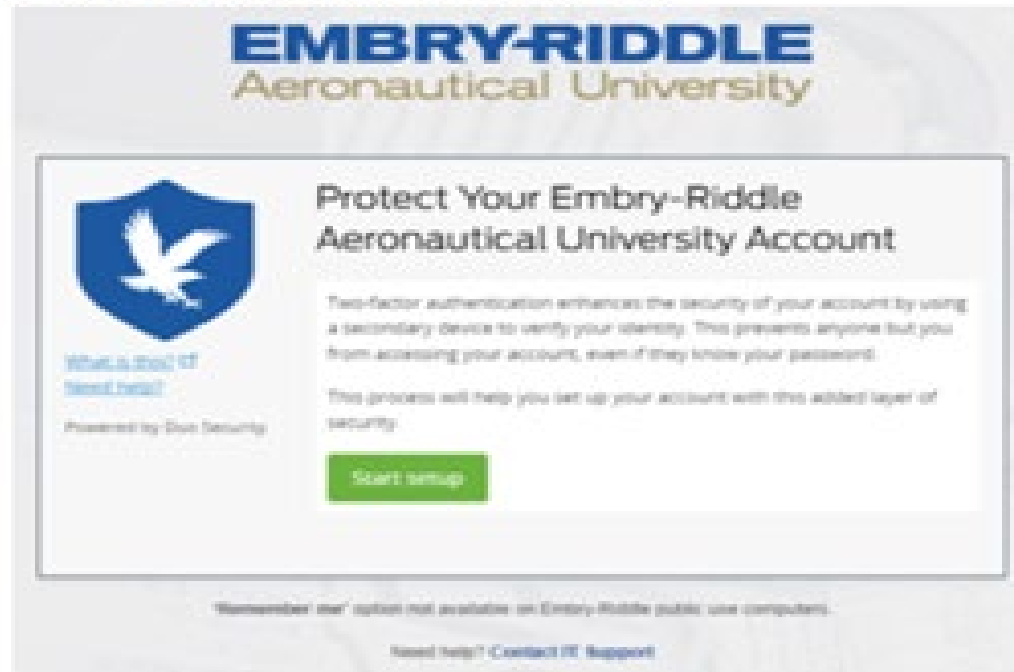 EMBRY-RIDDLE
Aeronautical University
Protect Your Embry-Riddle
Aeronautical University Account
Two-factor authentication enhances the security of your account by using
a secondary device to verify your identity. This prevents anyone but you
from accessing your account, even if they know your password.
This process will help you set up your account with this added layer of
security.
What is this?
Need help?
Powered by Duo Security
Start setup
"Remember me" option not available on Embry-Riddle public use computers.
Need help? Contact IT Support